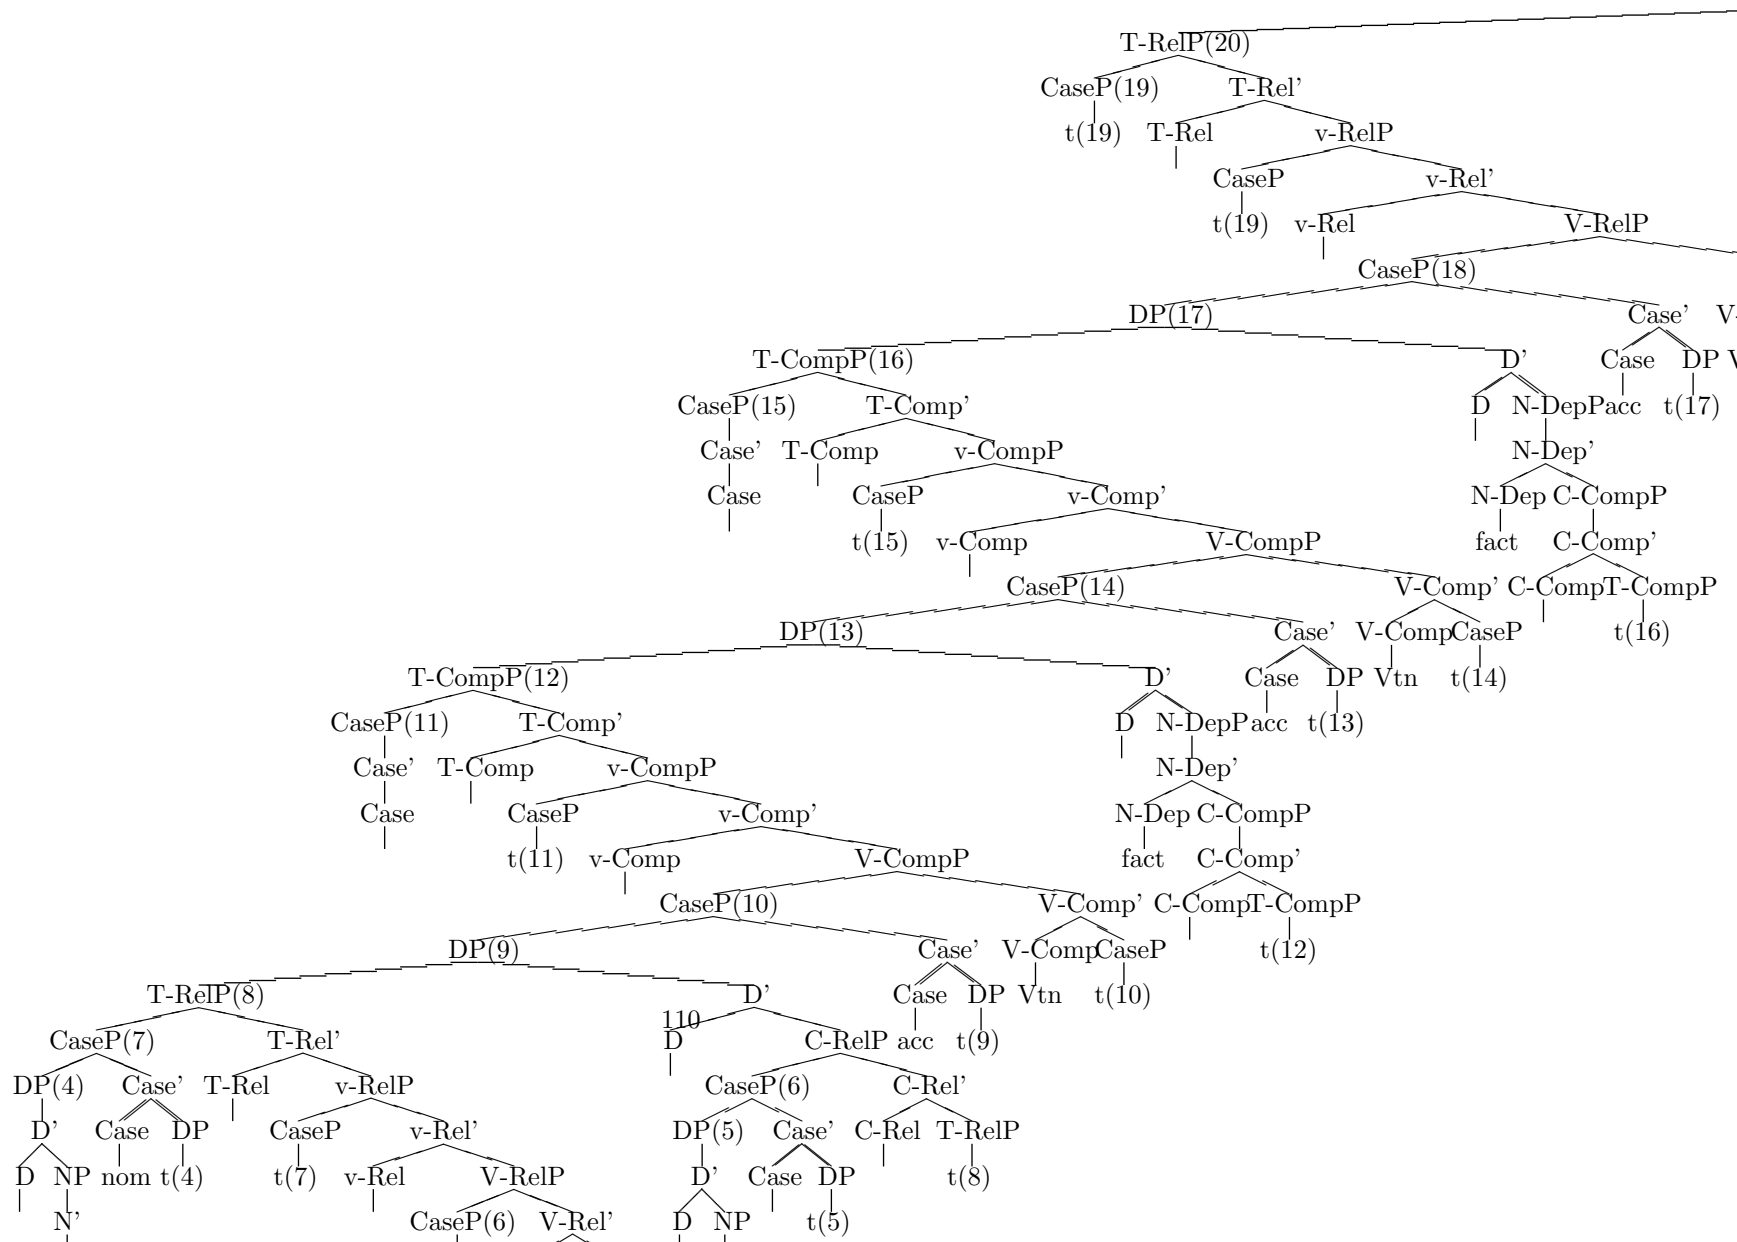 T-RelP(20)
CaseP(19) T-Rel'
t(19) T-Rel v-RelP
CaseP v-Rel'
t(19) v-Rel V-RelP
CaseP(18)
DP(17) Case' V-
T-CompP(16) D' Case DP V
CaseP(15) T-Comp' D N-DepP acc t(17)
Case' T-Comp v-CompP N-Dep'
Case CaseP v-Comp' N-Dep C-CompP
t(15) v-Comp V-CompP fact C-Comp'
CaseP(14) V-Comp' C-Comp T-CompP
DP(13) Case' V-Comp CaseP t(16)
T-CompP(12) D' Case DP Vtn t(14)
CaseP(11) T-Comp' D N-DepP acc t(13)
Case' T-Comp v-CompP N-Dep'
Case CaseP v-Comp' N-Dep C-CompP
t(11) v-Comp V-CompP fact C-Comp'
CaseP(10) V-Comp' C-Comp T-CompP
DP(9) Case' V-Comp CaseP t(12)
T-RelP(8) D' Case DP Vtn t(10)
110
CaseP(7) T-Rel' D C-RelP acc t(9)
DP(4) Case' T-Rel v-RelP CaseP(6) C-Rel'
D' Case DP CaseP v-Rel' DP(5) Case' C-Rel T-RelP
D NP nom t(4) t(7) v-Rel V-RelP D' Case DP t(8)
N' CaseP(6) V-Rel' D NP t(5)